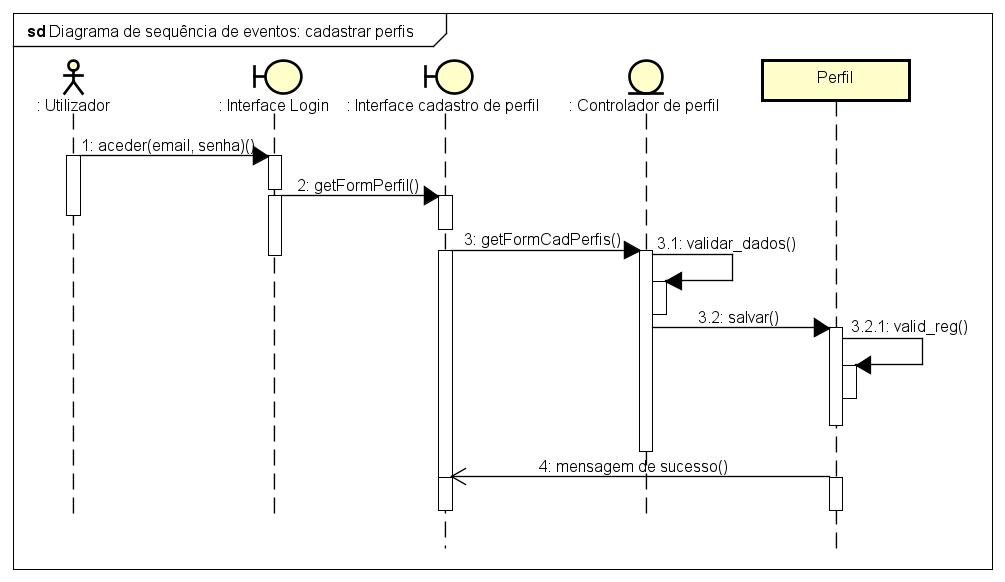 sd Diagrama de sequência de eventos: cadastrar perfis
: Utilizador
: Interface Login
: Interface cadastro de perfil
: Controlador de perfil
Perfil
1: aceder(email, senha)()
2: getFormPerfil()
3: getFormCadPerfis()
3.1: validar_dados()
3.2: salvar()
3.2.1: valid_reg()
4: mensagem de sucesso()